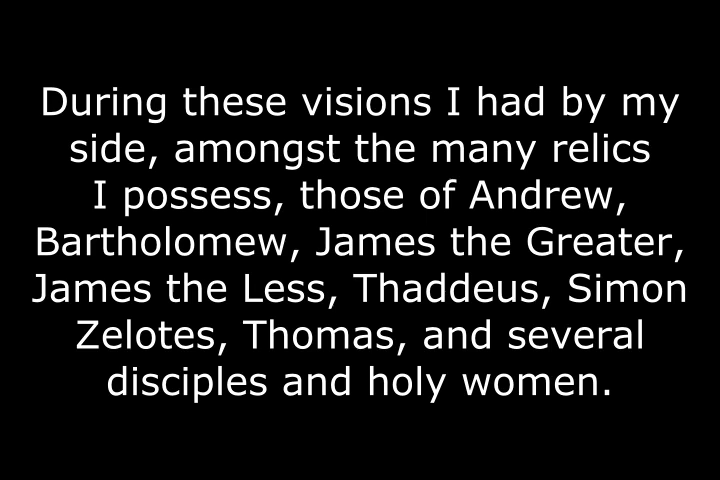 During these visions I had by my
side, amongst the many relics
I possess, those of Andrew,
Bartholomew, James the Greater,
James the Less, Thaddeus, Simon
Zelotes, Thomas, and several
disciples and holy women.